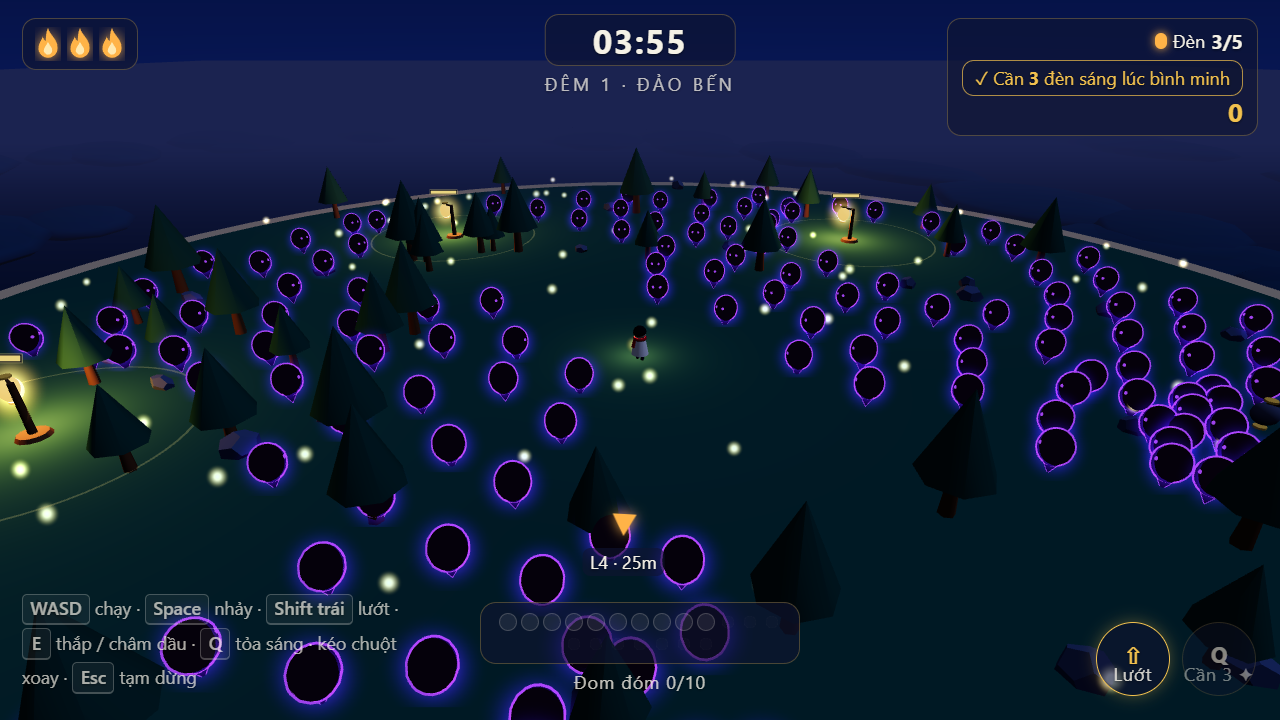 03:55
ĐÊM 1 · ĐẢO BẾN
Đèn 3/5
✓ Cần 3 đèn sáng lúc bình minh
0
L4 · 25m
WASD chạy · Space nhảy · Shift trái lướt ·
E thắp / châm dầu · Q tỏa sáng · kéo chuột
xoay · Esc tạm dừng
Đom đóm 0/10
⇧
Lướt
Q
Cần 3 ✦